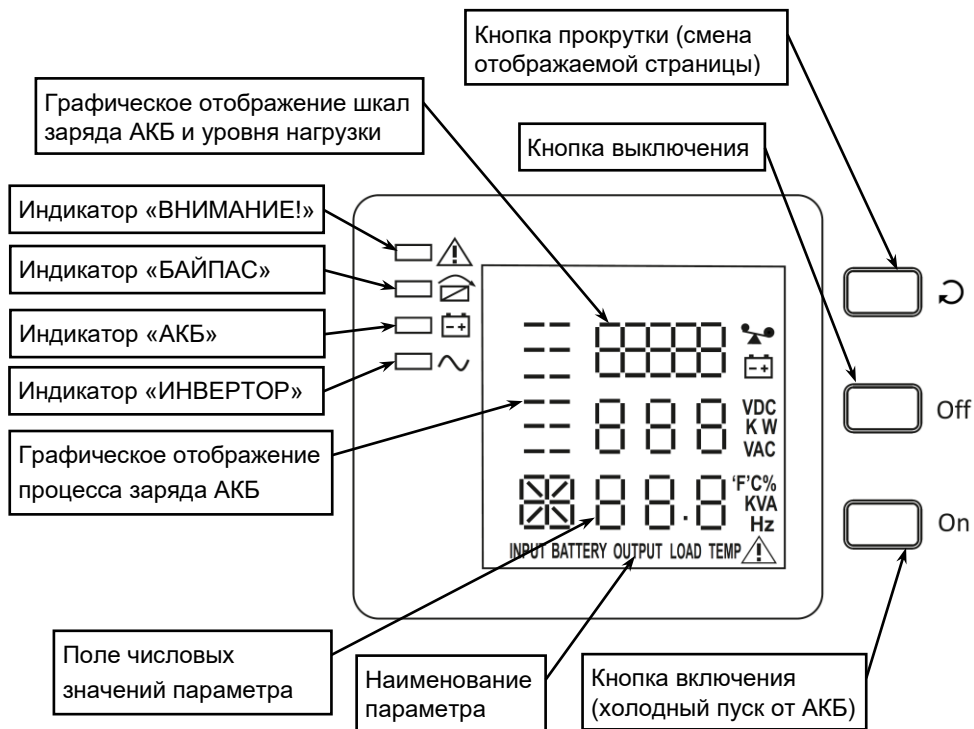 Кнопка прокрутки (смена
отображаемой страницы)
Графическое отображение шкал
заряда АКБ и уровня нагрузки
Кнопка выключения
Индикатор «ВНИМАНИЕ!»
Индикатор «БАЙПАС»
Индикатор «АКБ»
Индикатор «ИНВЕРТОР»
Графическое отображение
процесса заряда АКБ
VDC
K W
VAC
Off
'F'C%
KVA
Hz
On
INPUT BATTERY OUTPUT LOAD TEMP
Поле числовых
значений параметра
Наименование
параметра
Кнопка включения
(холодный пуск от АКБ)